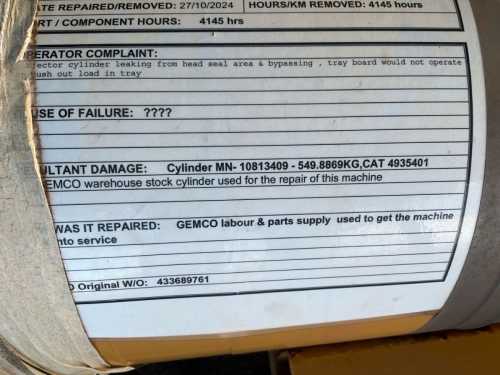 ATE REPAIRED/REMOVED: 27/10/2024 HOURS/KM REMOVED: 4145 hours
RT / COMPONENT HOURS: 4145 hrs
ERATOR COMPLAINT:
ector cylinder leaking from head seal area & bypassing , tray board would not operate
ush out load in tray
USE OF FAILURE: ????
ULTANT DAMAGE: Cylinder MN- 10813409 - 549.8869KG,CAT 4935401
EMCO warehouse stock cylinder used for the repair of this machine
WAS IT REPAIRED: GEMCO labour & parts supply used to get the machine
nto service
D Original W/O: 433689761